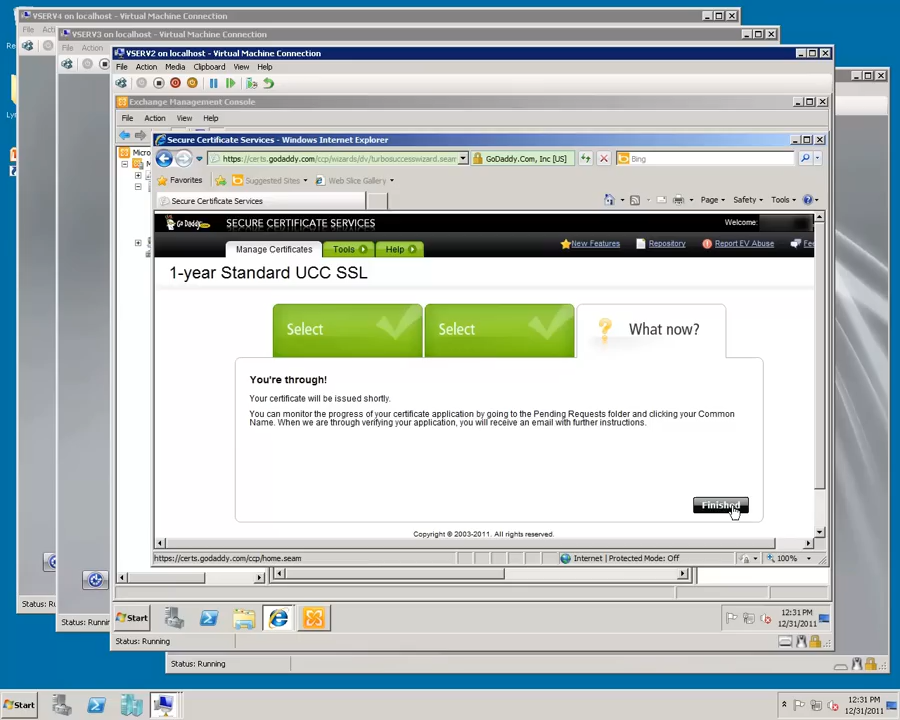 VSERV4 on localhost - Virtual Machine Connection
File
VSERV3 on localhost - Virtual Machine Connection
File Action
VSERV2 on localhost - Virtual Machine Connection
File Action Media Clipboard View Help
Exchange Management Console
File Action View Help
Secure Certificate Services - Windows Internet Explorer
https://certs.godaddy.com/ccp/wizards/dv/turbosuccesswizard.seam
GoDaddy.Com, Inc [US]
Bing
Favorites Suggested Sites Web Slice Gallery
Secure Certificate Services
Page Safety Tools
Go Daddy SECURE CERTIFICATE SERVICES Welcome:
Manage Certificates Tools Help New Features Repository Report EV Abuse
1-year Standard UCC SSL
Select Select ? What now?
You're through!
Your certificate will be issued shortly.
You can monitor the progress of your certificate application by going to the Pending Requests folder and clicking your Common
Name. When we are through verifying your application, you will receive an email with further instructions.
Finished
Copyright © 2003-2011. All rights reserved.
https://certs.godaddy.com/ccp/home.seam Internet | Protected Mode: Off 100%
Start 12:31 PM
12/31/2011
Status: Running
Status: Running
Start 12:31 PM
12/31/2011